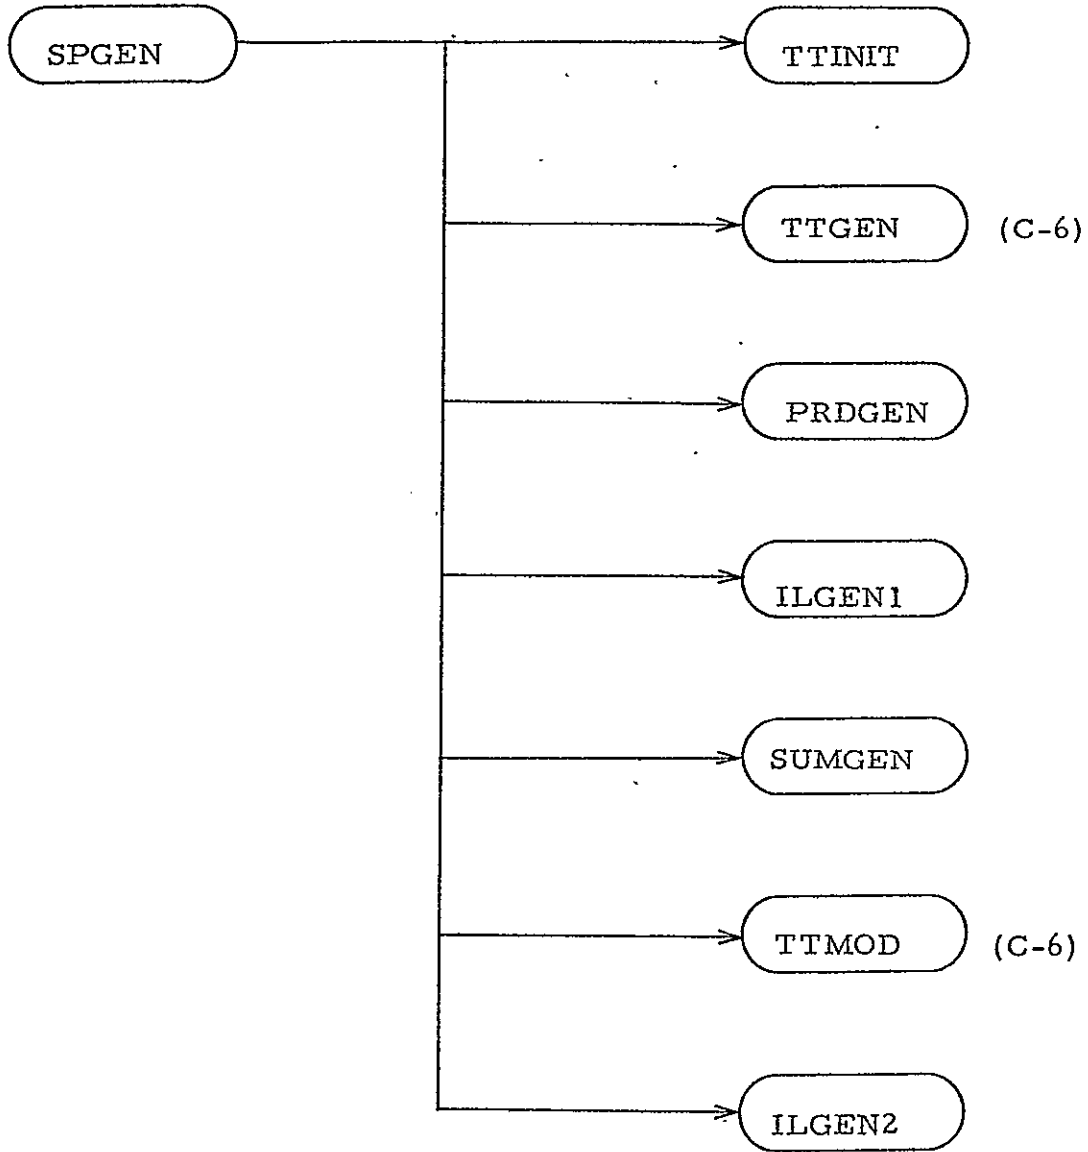 SPGEN
TTINIT
TTGEN (C-6)
PRDGEN
ILGEN1
SUMGEN
TTMOD (C-6)
ILGEN2